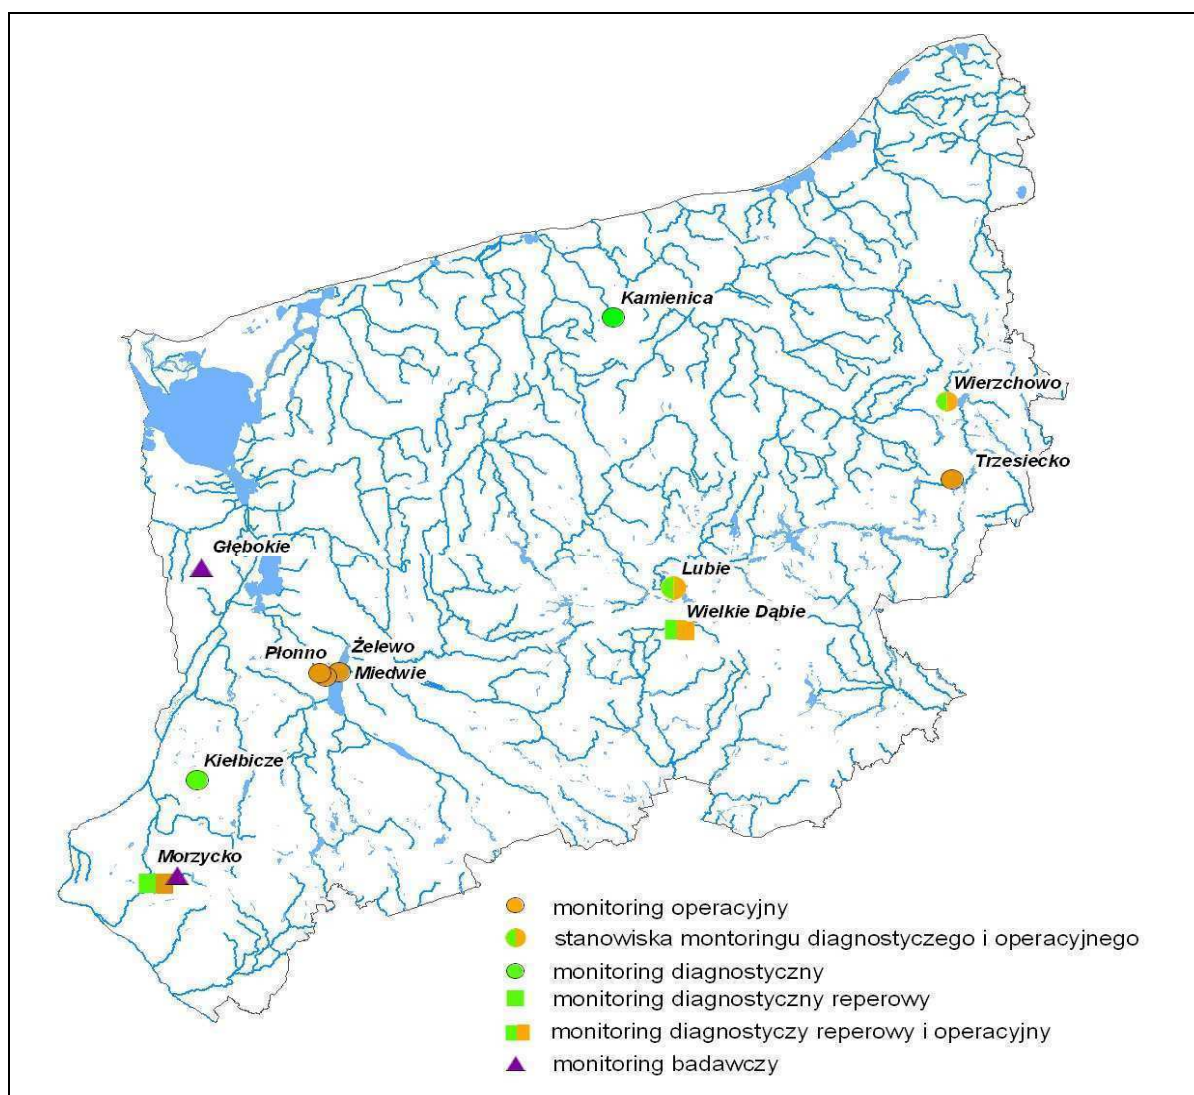 Kamienica
Wierzchowo
Trzesiecko
Głębokie
Lubie
Wielkie Dąbie
Płonno
Żelewo
Miedwie
Kiełbicze
Morzycko
monitoring operacyjny
stanowiska montoringu diagnostyczego i operacyjnego
monitoring diagnostyczny
monitoring diagnostyczny reperowy
monitoring diagnostyczy reperowy i operacyjny
monitoring badawczy